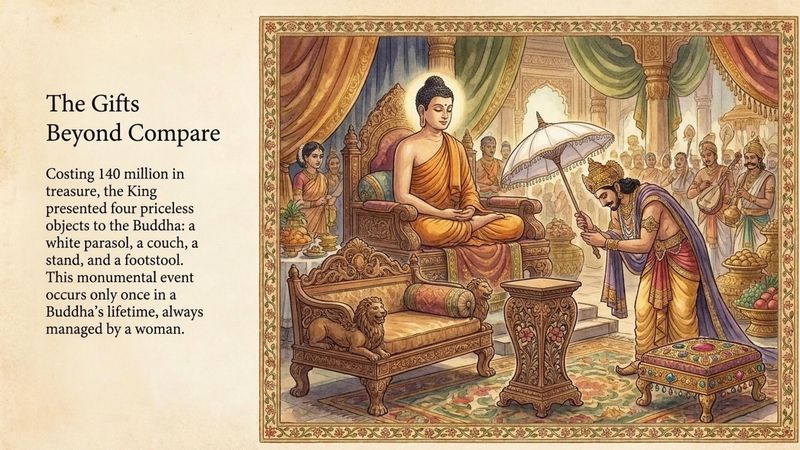 The Gifts
Beyond Compare
Costing 140 million in
treasure, the King
presented four priceless
objects to the Buddha: a
white parasol, a couch, a
stand, and a footstool.
This monumental event
occurs only once in a
Buddha's lifetime, always
managed by a woman.